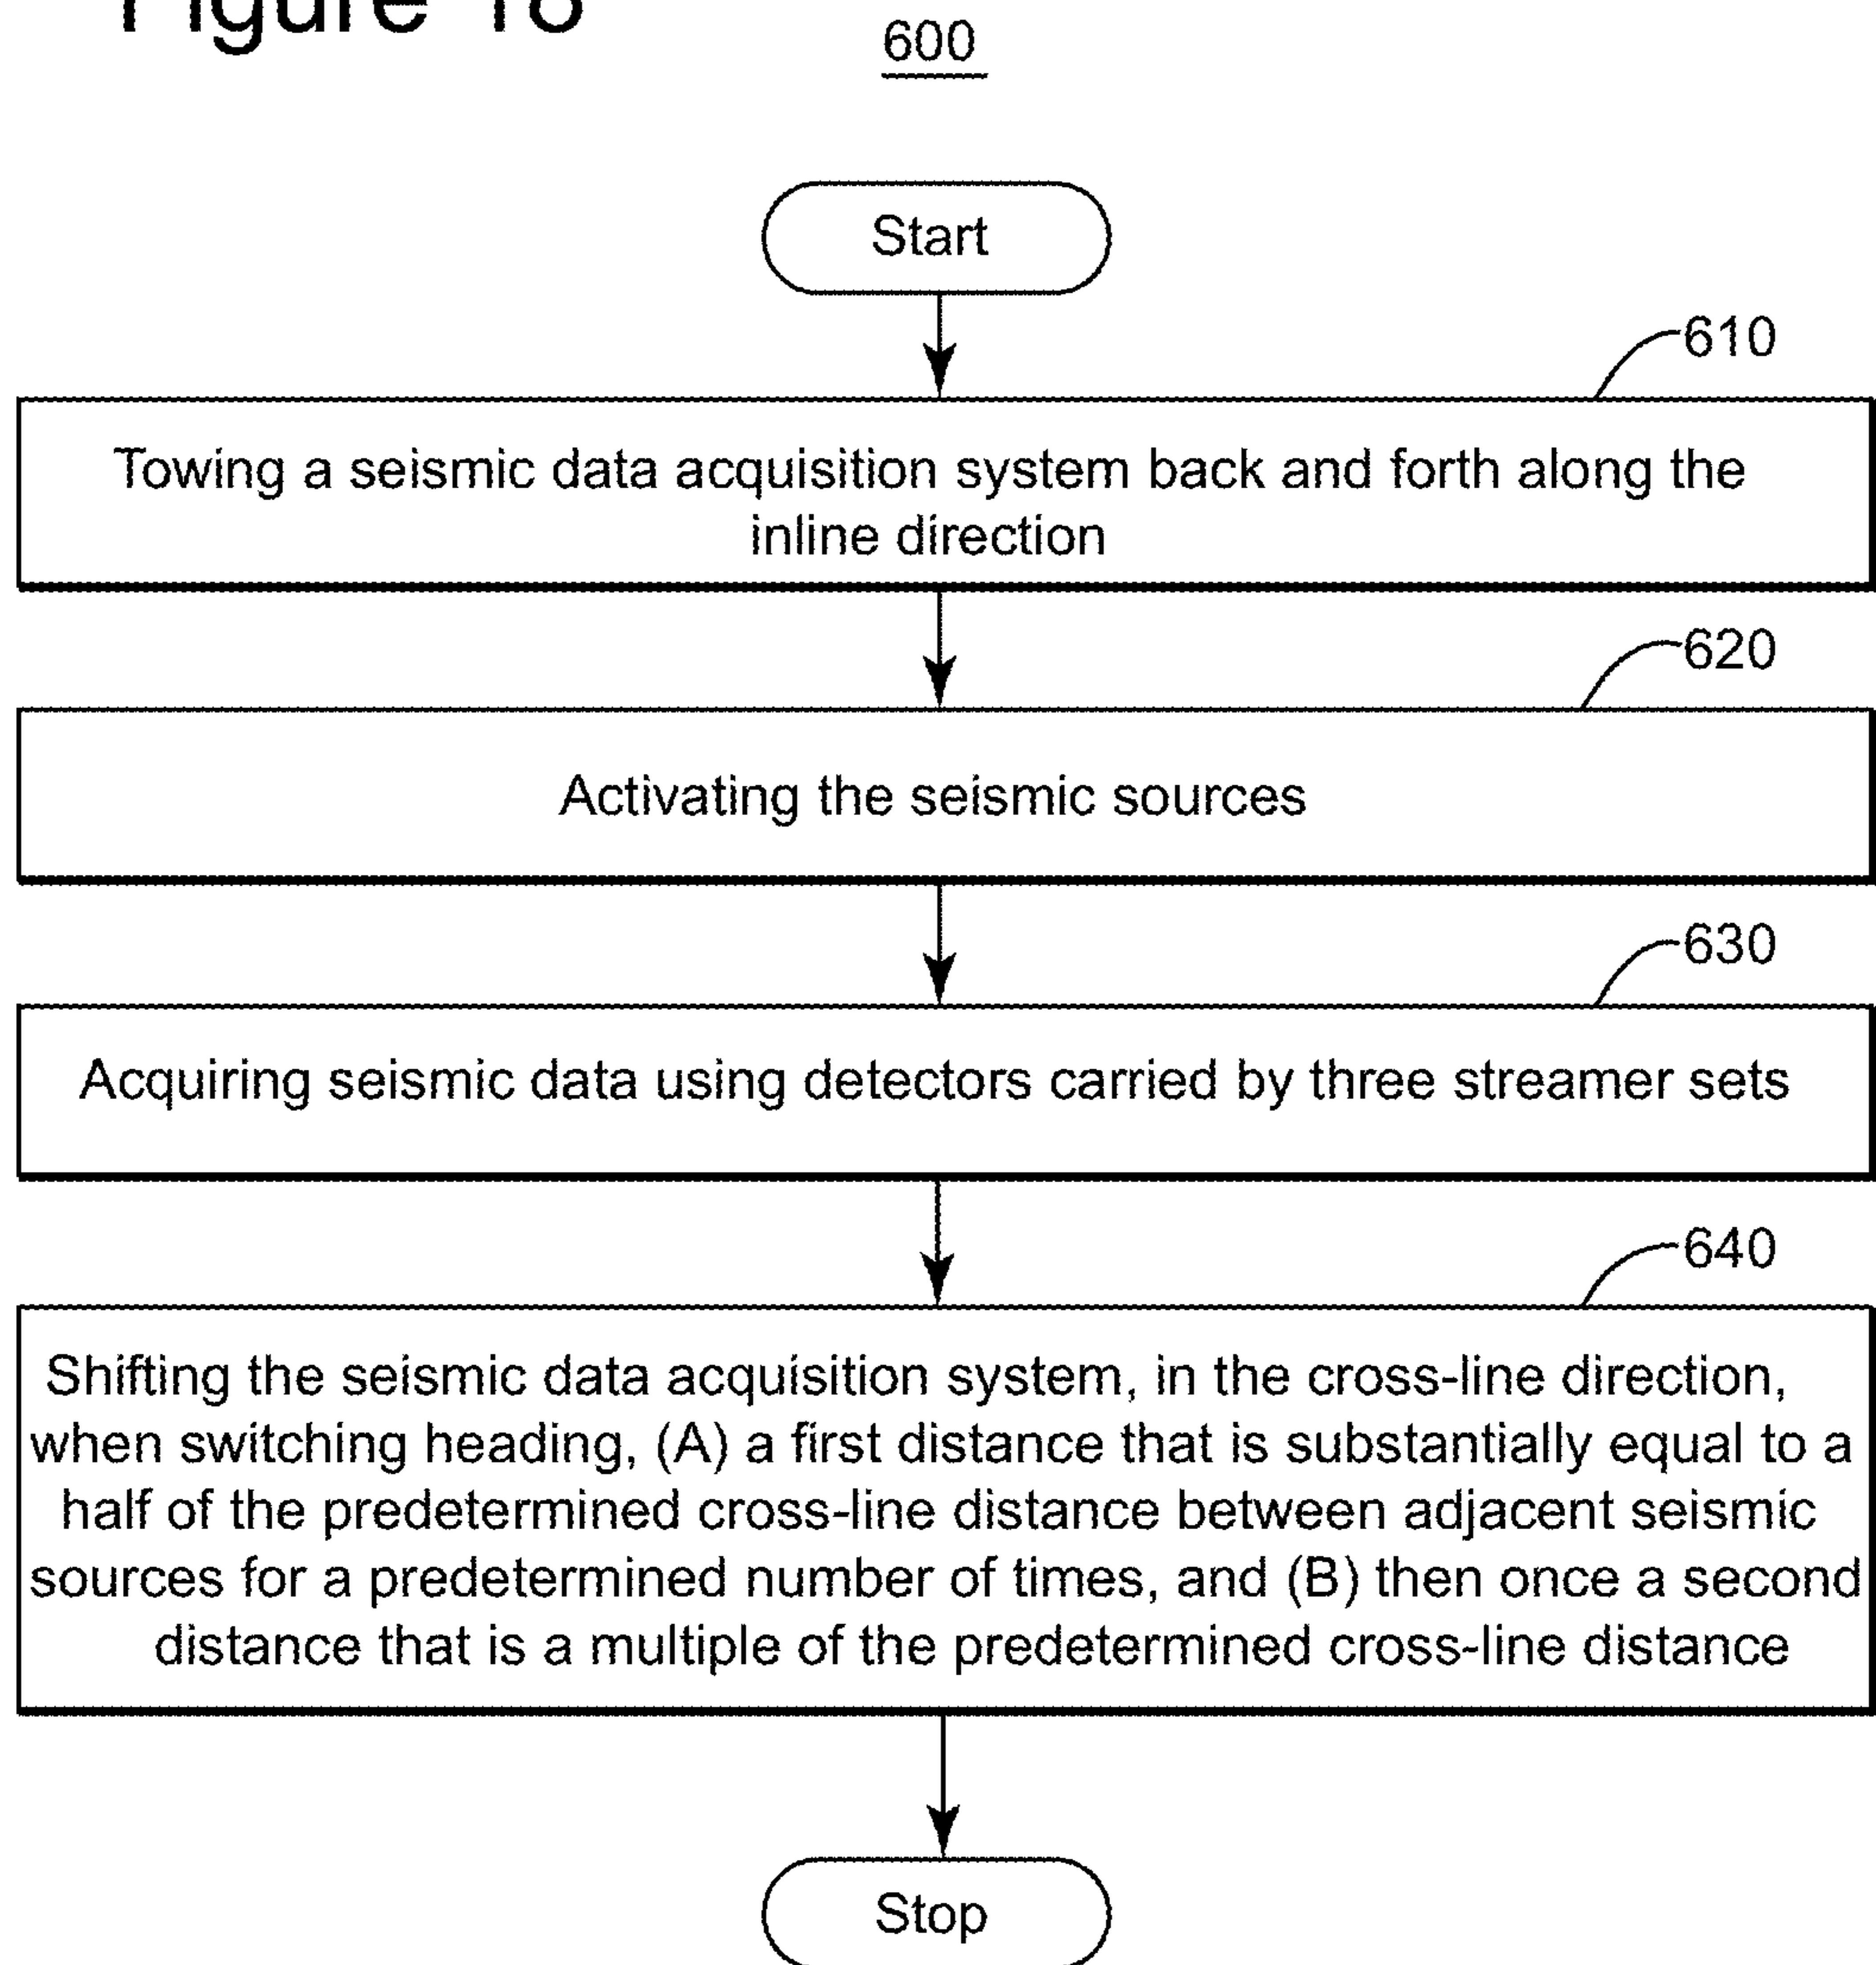 Figure 18
600
Start
610
Towing a seismic data acquisition system back and forth along the
inline direction
620
Activating the seismic sources
630
Acquiring seismic data using detectors carried by three streamer sets
640
Shifting the seismic data acquisition system, in the cross-line direction,
when switching heading, (A) a first distance that is substantially equal to a
half of the predetermined cross-line distance between adjacent seismic
sources for a predetermined number of times, and (B) then once a second
distance that is a multiple of the predetermined cross-line distance
Stop